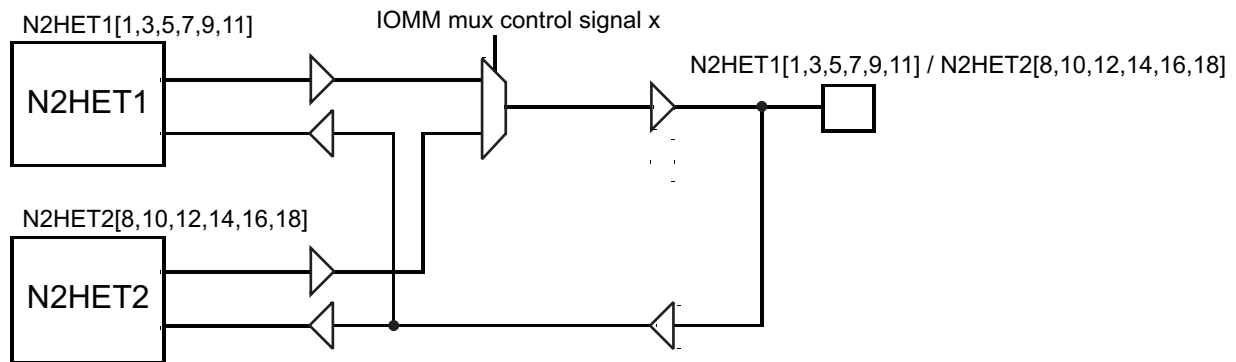 IOMM mux control signal x
N2HET1[1,3,5,7,9,11]
N2HET1[1,3,5,7,9,11] / N2HET2[8,10,12,14,16,18]
N2HET1
N2HET2[8,10,12,14,16,18]
N2HET2